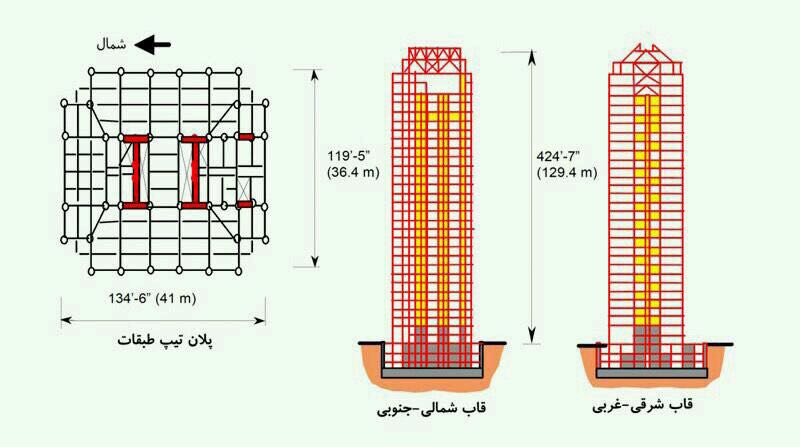 شمال
119'-5"
(36.4 m)
134'-6" (41 m)
پلان تیپ طبقات
424'-7"
(129.4 m)
قاب شمالی-جنوبی
قاب شرقی-غربی